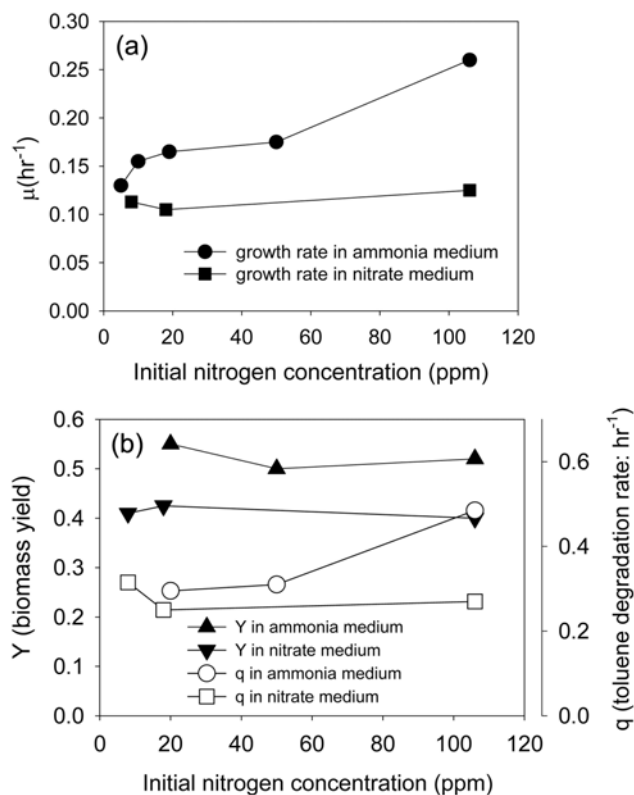 (a)
0.30
0.25
0.20
0.15
0.10
0.05
0.00
μ(hr-1)
growth rate in ammonia medium
growth rate in nitrate medium
0 20 40 60 80 100 120
Initial nitrogen concentration (ppm)
(b)
0.6
0.5
0.4
0.3
0.2
0.1
0.0
Y (biomass yield)
Y in ammonia medium
Y in nitrate medium
q in ammonia medium
q in nitrate medium
0.6
0.4
0.2
0.0
q (toluene degradation rate: hr-1)
0 20 40 60 80 100 120
Initial nitrogen concentration (ppm)